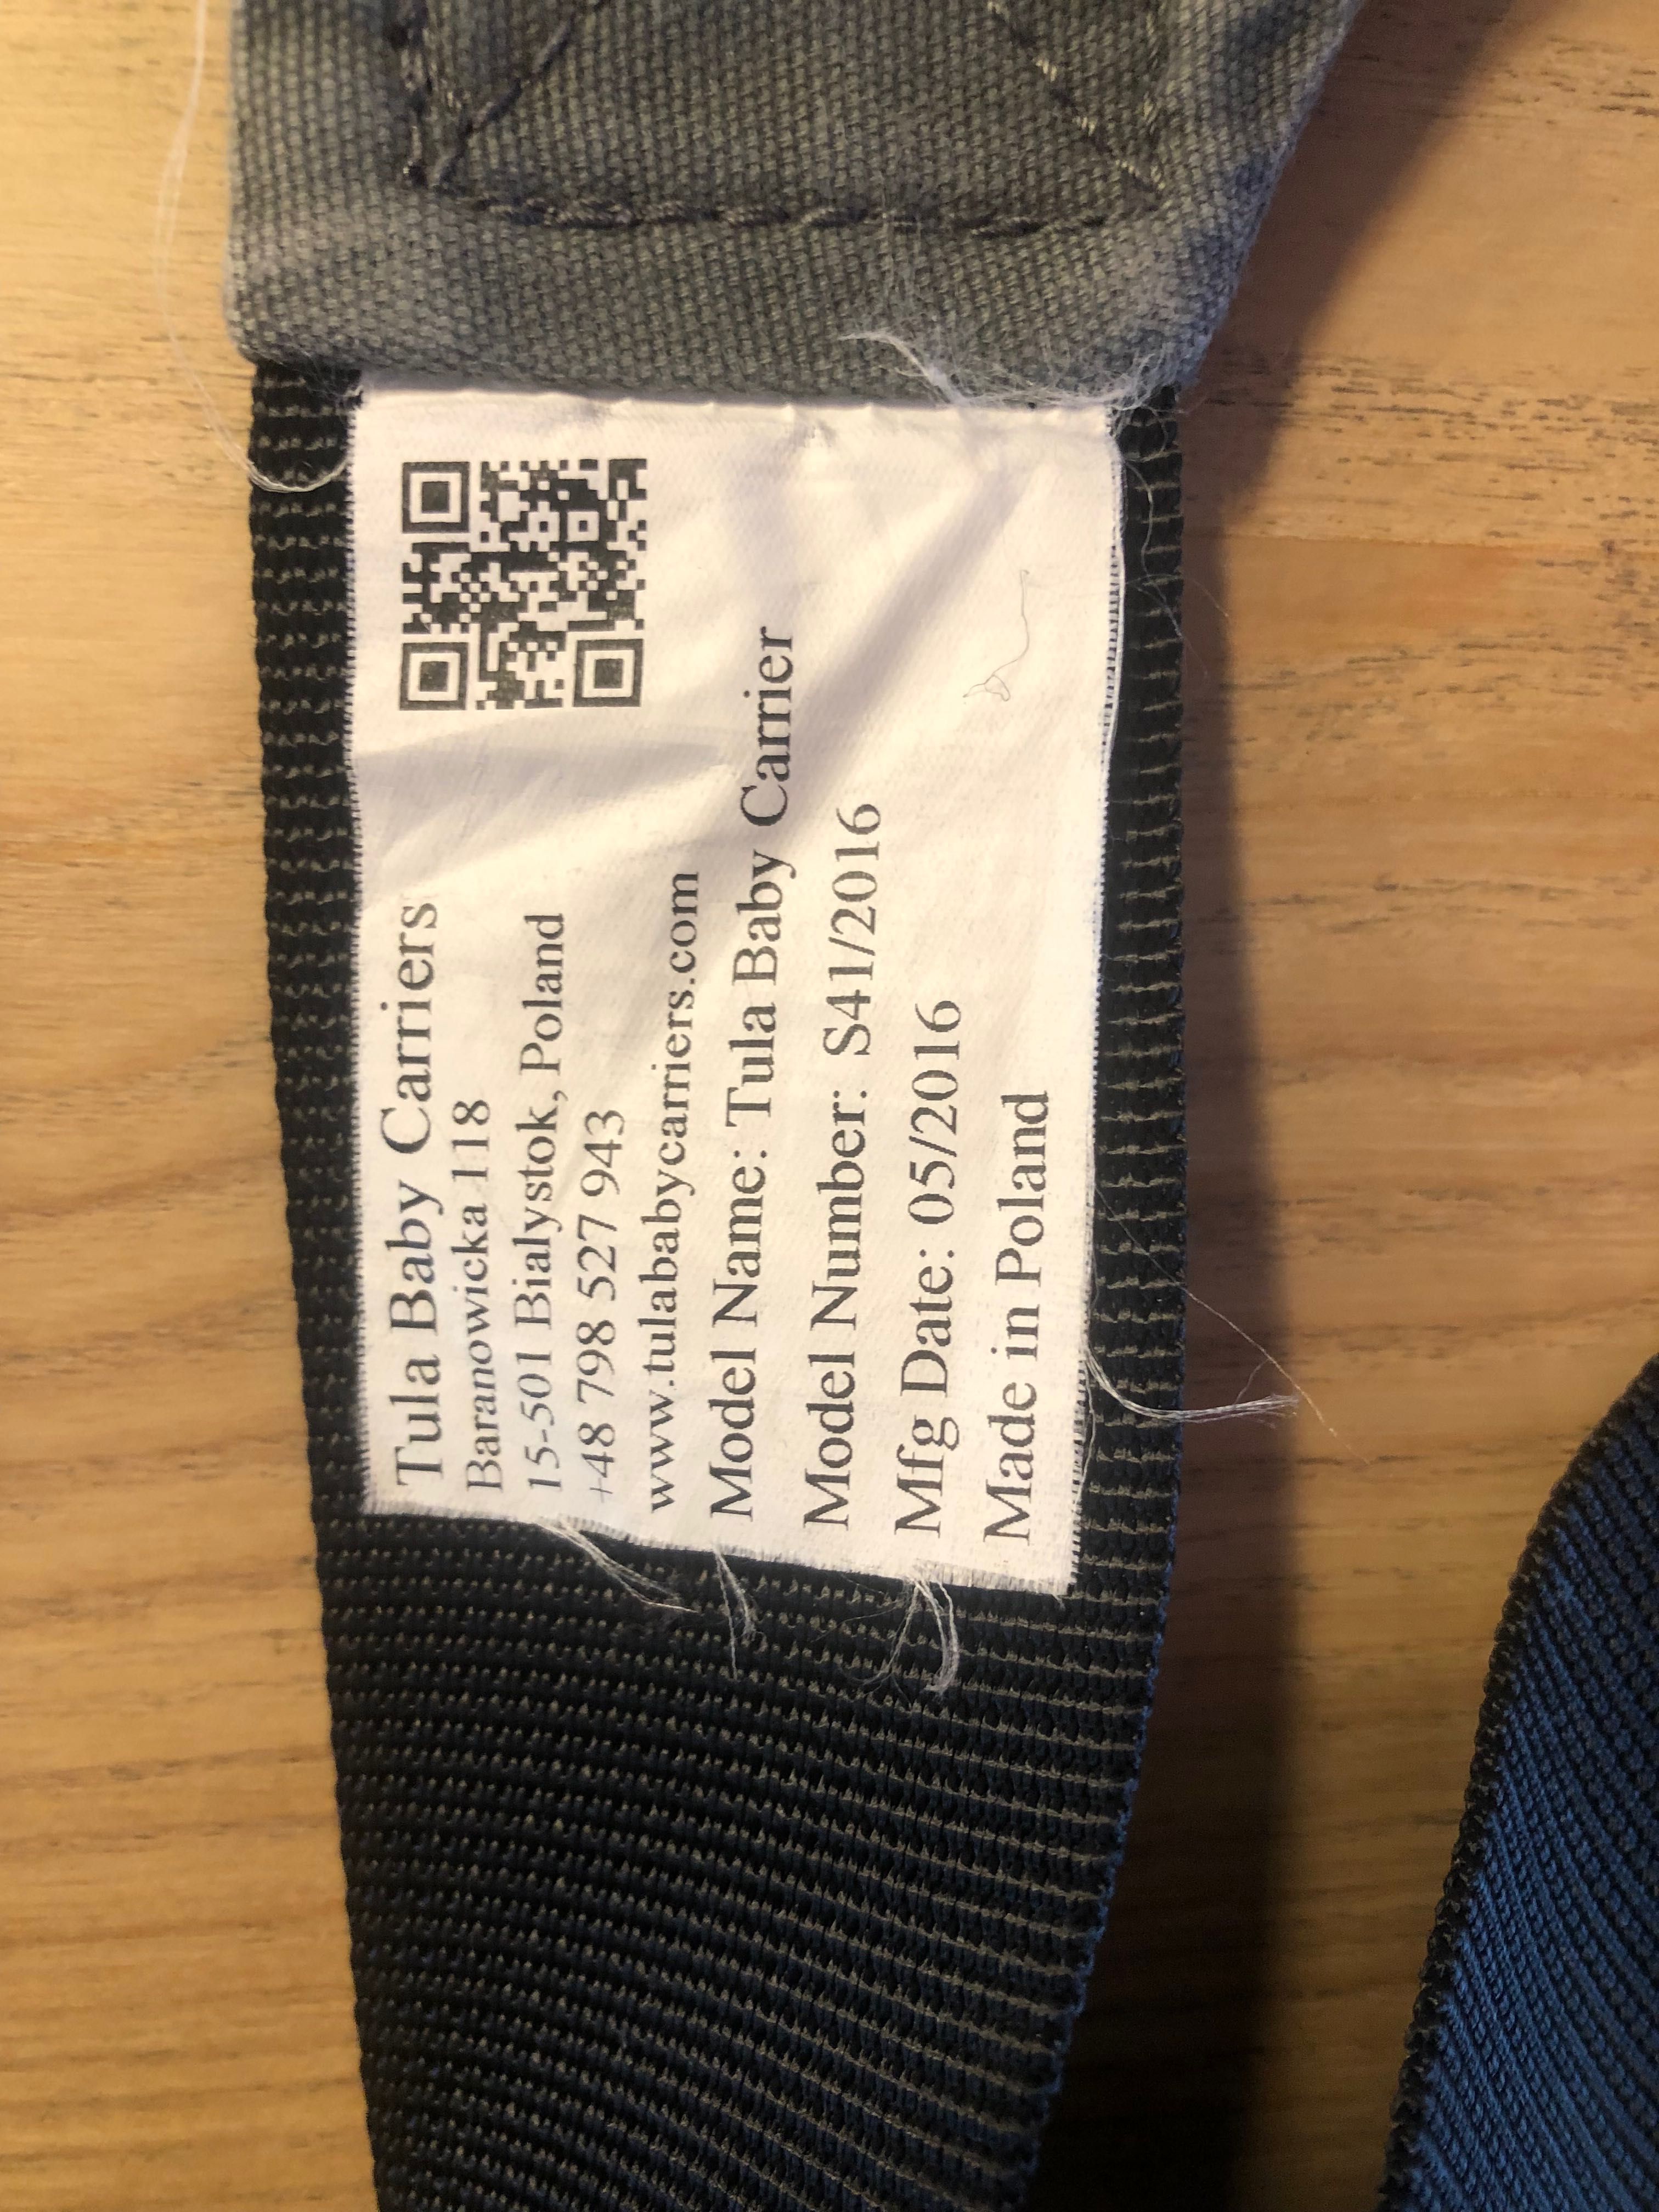 Tula Baby Carriers
Baranowicka 118
15-501 Bialystok, Poland
+48 798 527 943
www.tulababycarriers.com
Model Name: Tula Baby Carrier
Model Number: S41/2016
Mfg Date: 05/2016
Made in Poland